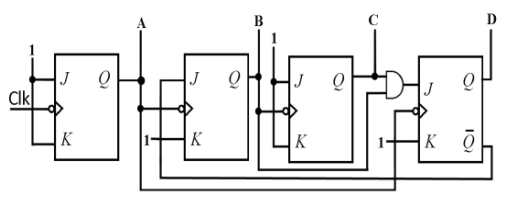 A B C D
1 1
J Q J Q J Q J Q
Clk
K 1 K K 1 K Q̅